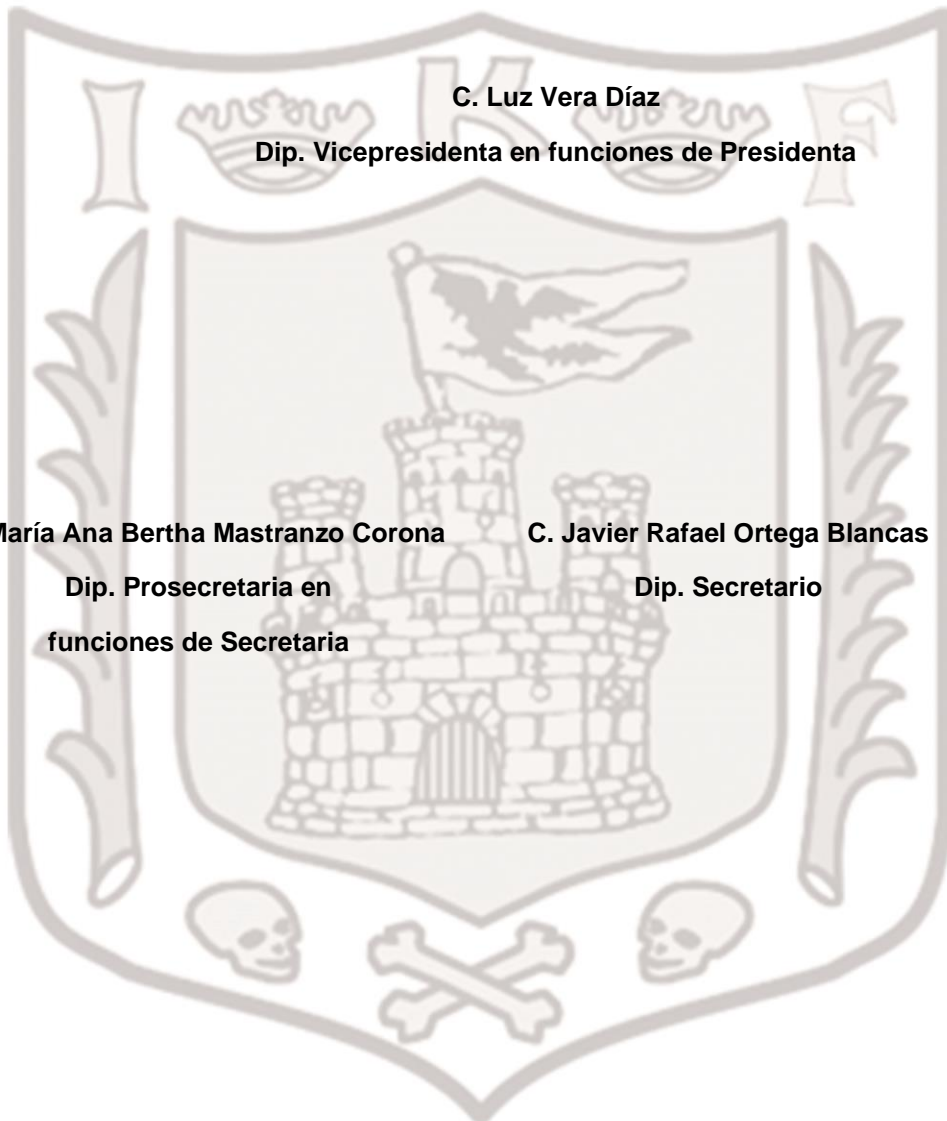 I K F
C. Luz Vera Díaz
Dip. Vicepresidenta en funciones de Presidenta
María Ana Bertha Mastranzo Corona
C. Javier Rafael Ortega Blancas
Dip. Prosecretaria en
Dip. Secretario
funciones de Secretaria